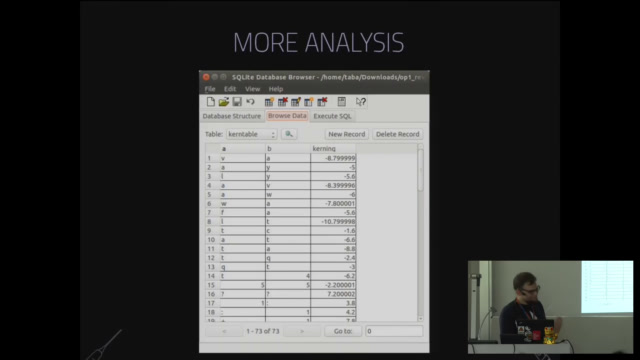 MORE ANALYSIS
SQLite Database Browser - /home/taba/Downloads/op1_re
File Edit View Help
Database Structure Browse Data Execute SQL
Table: kerntable New Record Delete Record
a b kerning
1 v a -8.799999
2 a y -5
3 l y -5.6
4 a v -8.399996
5 a w -6
6 w a -7.800001
7 f a -3.6
8 l t -10.799998
9 t c -1.6
10 a t -6.6
11 t a -8.8
12 t q -2.4
13 q t -3
14 t 4 -6.2
15 5 5 -2.200001
16 ? ? 7.200002
17 1 : 3.8
18 : 1 4.2
< 1 - 73 of 73 > Go to: 0